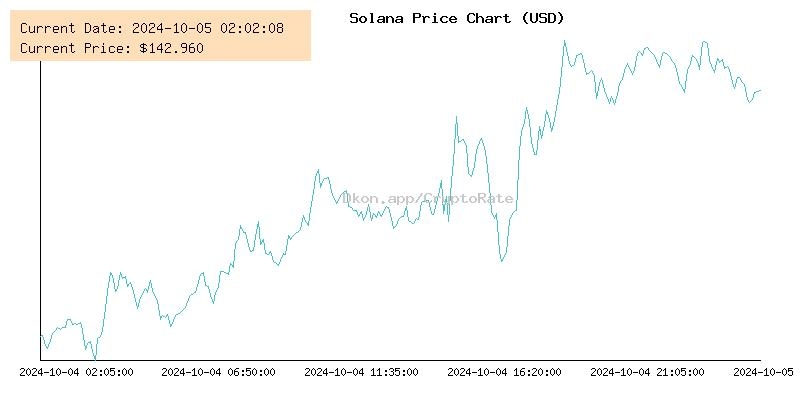 Solana Price Chart (USD)
Current Date: 2024-10-05 02:02:08
Current Price: $142.960
Dkon.app/CryptoRate
2024-10-04 02:05:00 2024-10-04 06:50:00 2024-10-04 11:35:00 2024-10-04 16:20:00 2024-10-04 21:05:00 2024-10-05